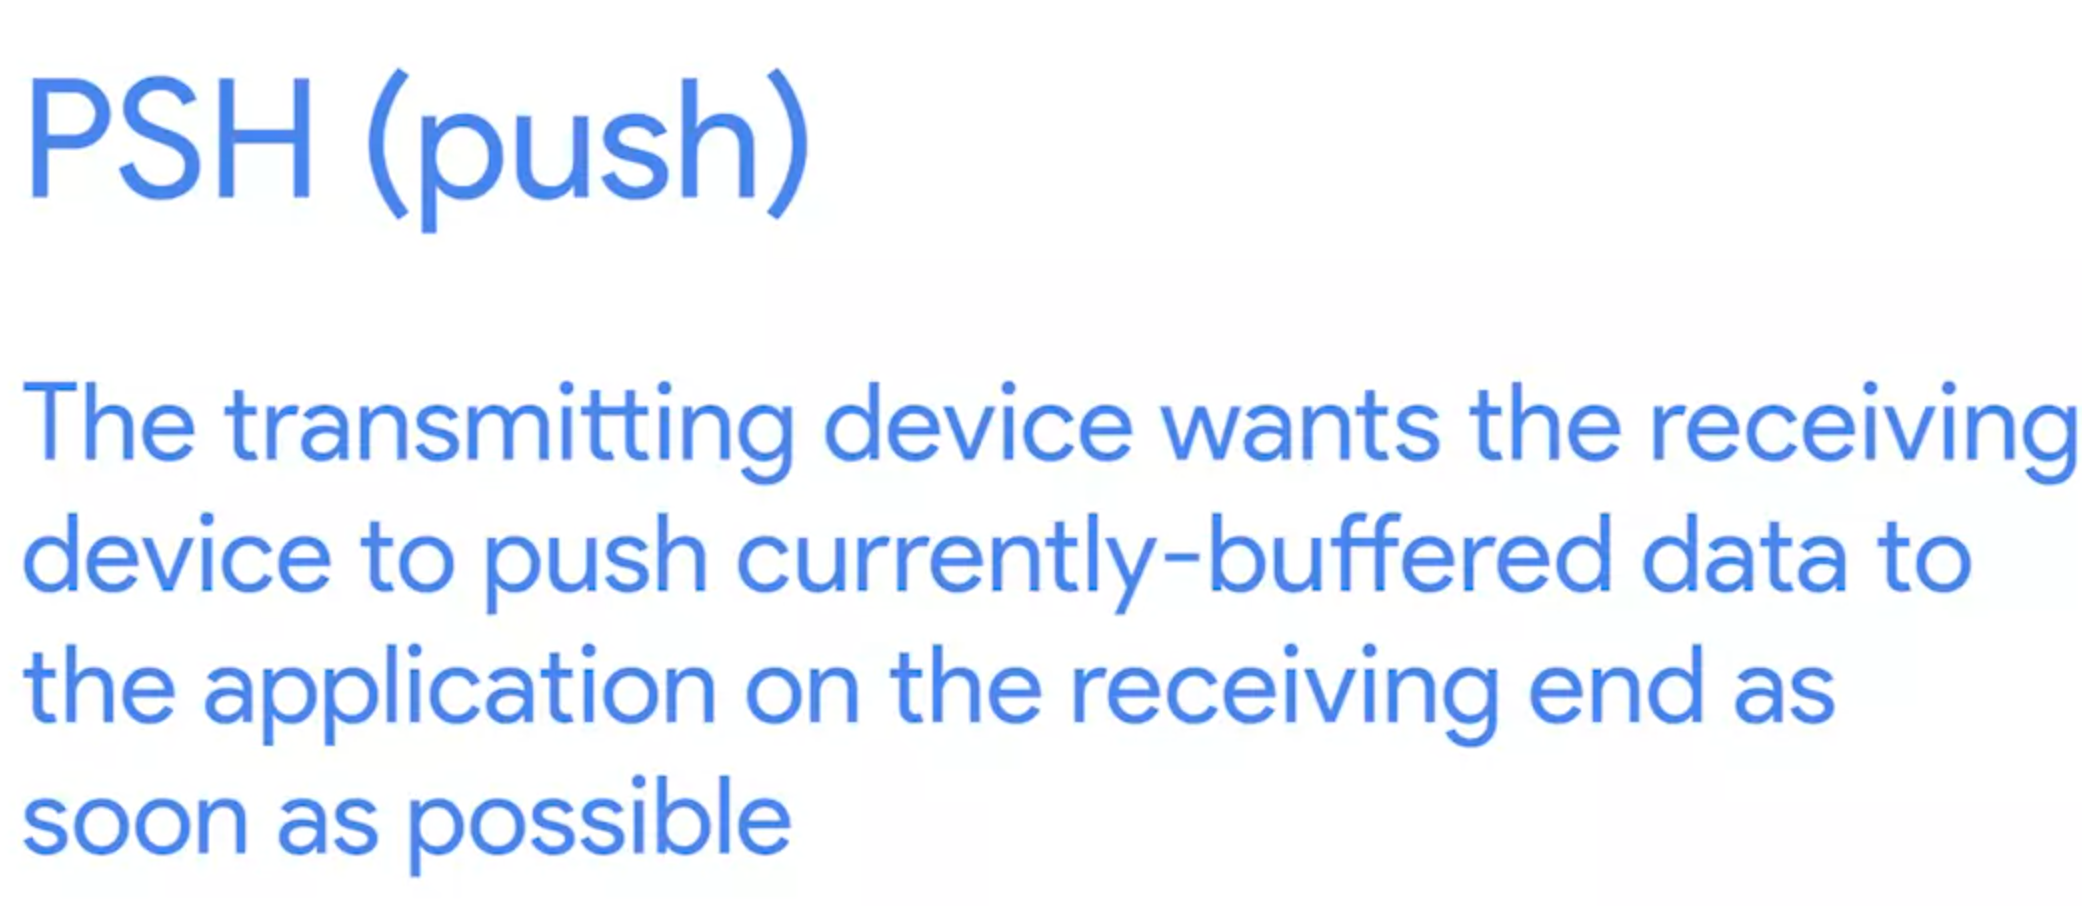 PSH (push)
The transmitting device wants the receiving
device to push currently-buffered data to
the application on the receiving end as
soon as possible